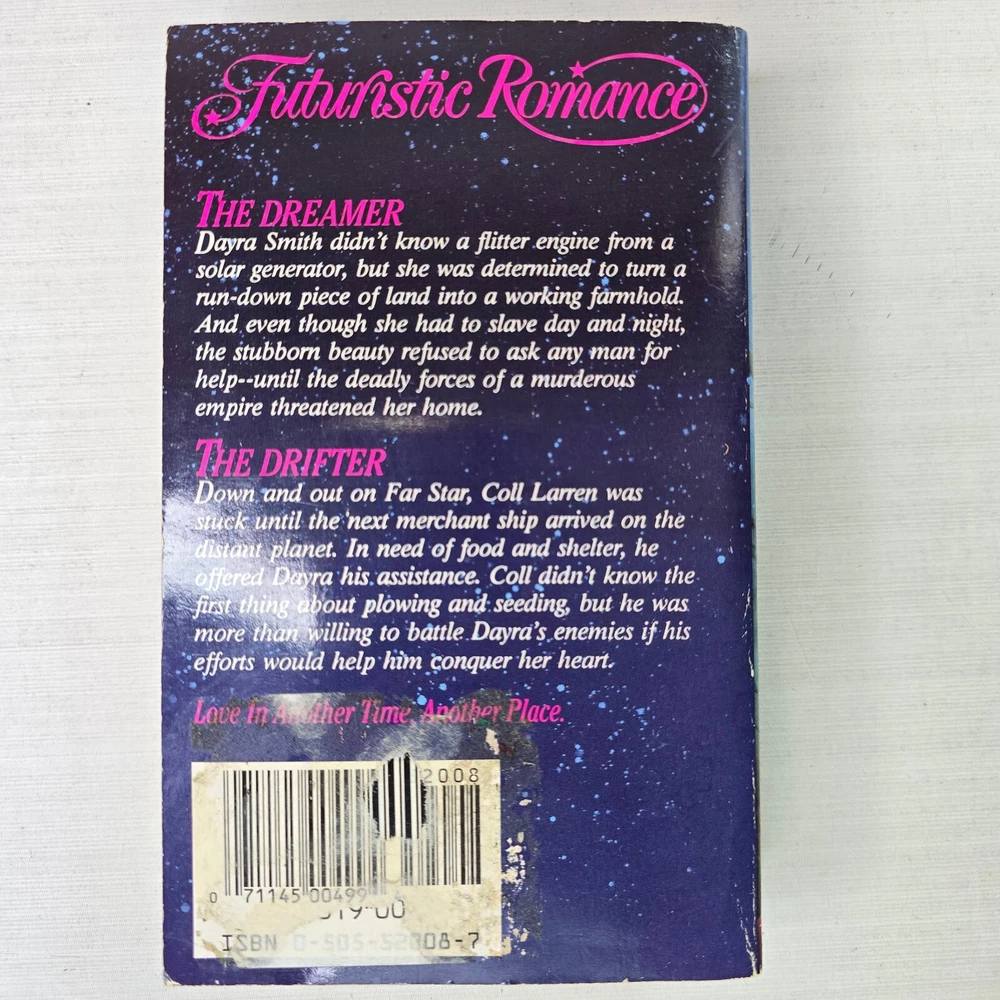 Futuristic Romance
THE DREAMER
Dayra Smith didn't know a flitter engine from a
solar generator, but she was determined to turn a
run-down piece of land into a working farmhold.
And even though she had to slave day and night,
the stubborn beauty refused to ask any man for
help--until the deadly forces of a murderous
empire threatened her home.
THE DRIFTER
Down and out on Far Star, Coll Larren was
stuck until the next merchant ship arrived on the
distant planet. In need of food and shelter, he
offered Dayra his assistance. Coll didn't know the
first thing about plowing and seeding, but he was
more than willing to battle Dayra's enemies if his
efforts would help him conquer her heart.
Love In Another Time, Another Place.
2008
0 71145 00499
ISBN 0-505-52008-7